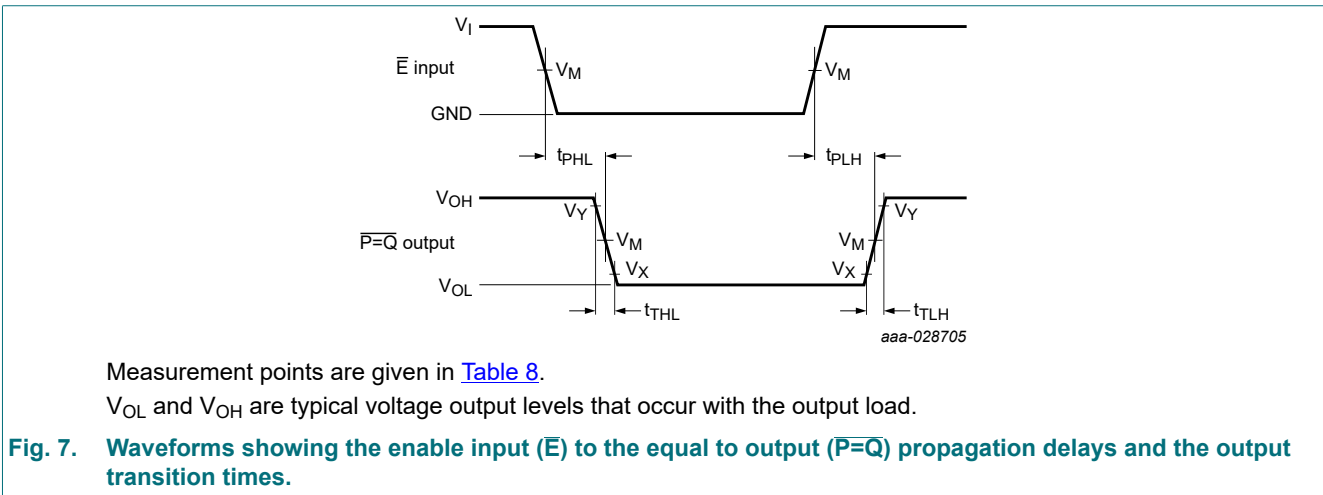 V_I
E̅ input
V_M V_M
GND
t_PHL t_PLH
V_OH
V_Y V_Y
P̅=̅Q̅ output
V_M V_M
V_X V_X
V_OL
t_THL t_TLH
aaa-028705
Measurement points are given in Table 8.
V_OL and V_OH are typical voltage output levels that occur with the output load.
Fig. 7. Waveforms showing the enable input (E̅) to the equal to output (P̅=̅Q̅) propagation delays and the output
transition times.